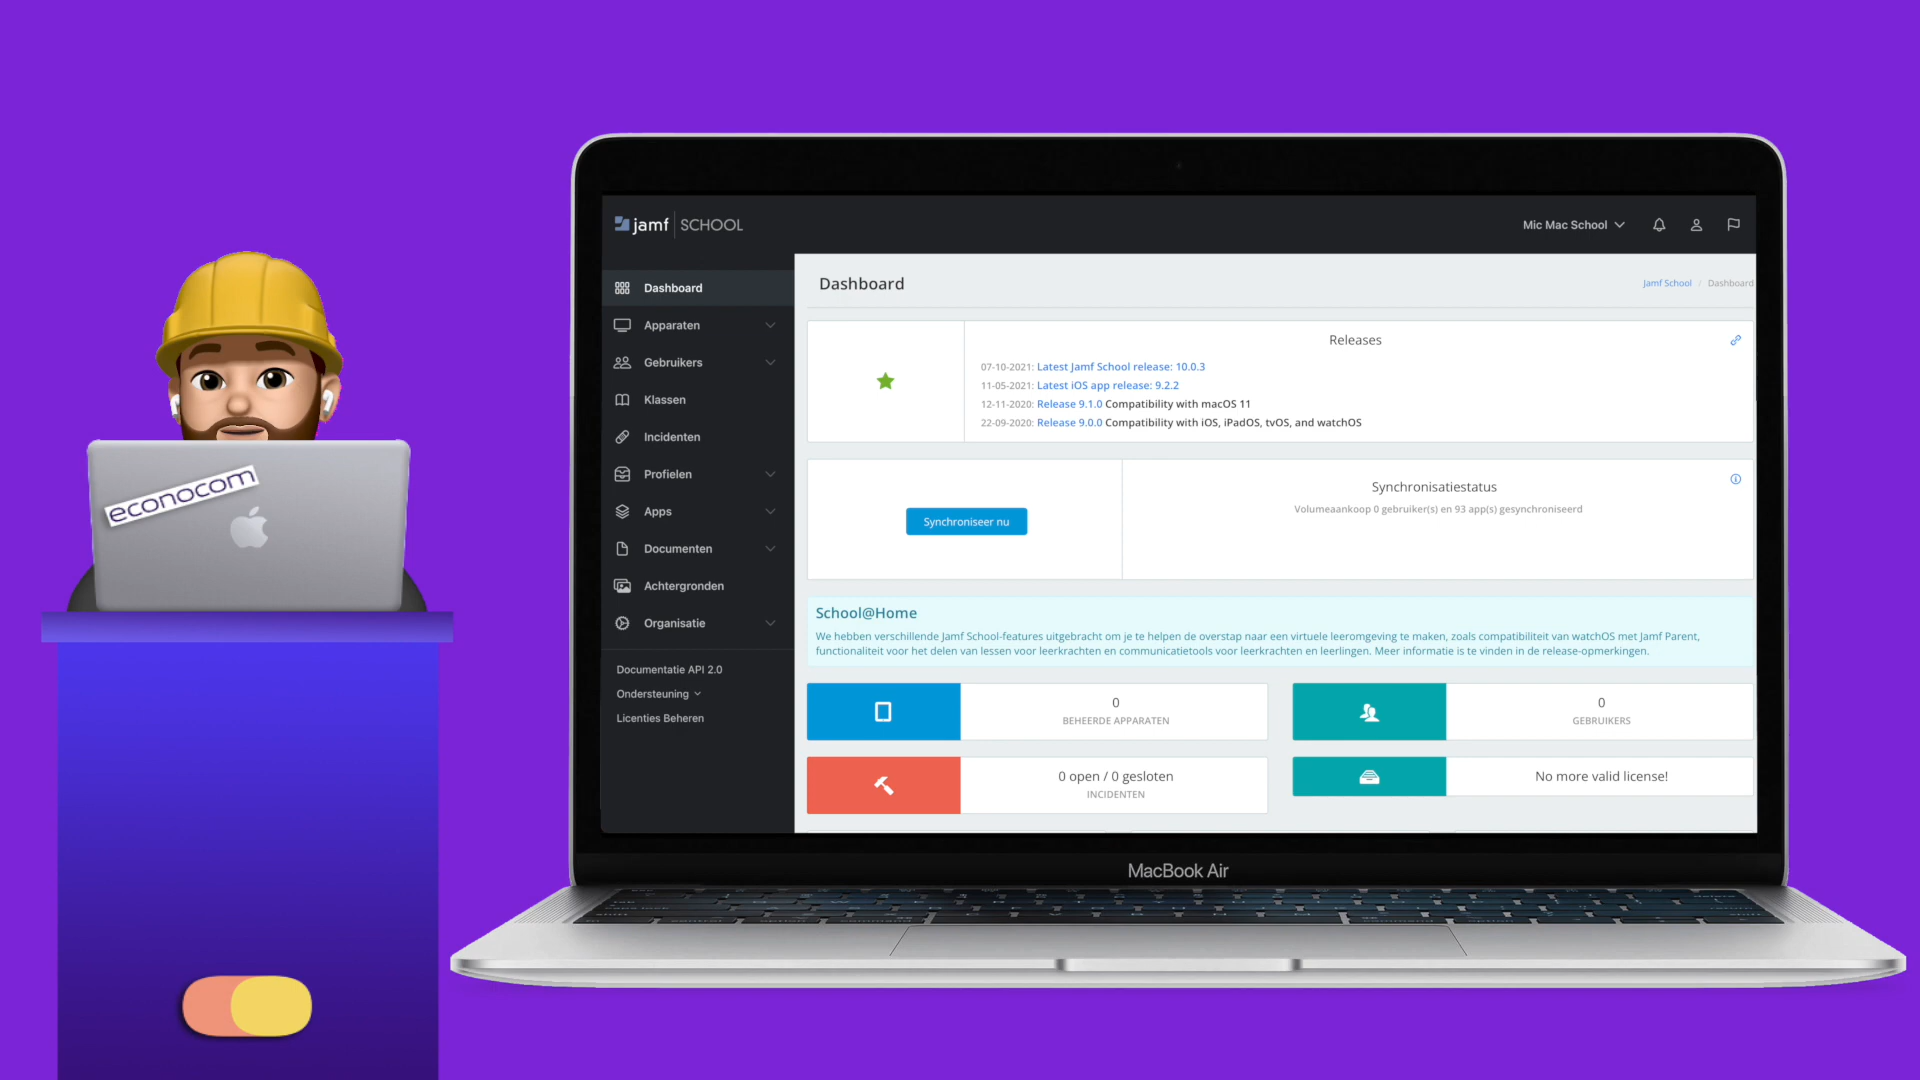 econocom
jamf SCHOOL
Mic Mac School
Dashboard
Apparaten
Gebruikers
Klassen
Incidenten
Profielen
Apps
Documenten
Achtergronden
Organisatie
Documentatie API 2.0
Ondersteuning
Licenties Beheren
Dashboard
Jamf School / Dashboard
Releases
07-10-2021: Latest Jamf School release: 10.0.3
11-05-2021: Latest iOS app release: 9.2.2
12-11-2020: Release 9.1.0 Compatibility with macOS 11
22-09-2020: Release 9.0.0 Compatibility with iOS, iPadOS, tvOS, and watchOS
Synchroniseer nu
Synchronisatiestatus
Volumeaankoop 0 gebruiker(s) en 93 app(s) gesynchroniseerd
School@Home
We hebben verschillende Jamf School-features uitgebracht om je te helpen de overstap naar een virtuele leeromgeving te maken, zoals compatibiliteit van watchOS met Jamf Parent,
functionaliteit voor het delen van lessen voor leerkrachten en communicatietools voor leerkrachten en leerlingen. Meer informatie is te vinden in de release-opmerkingen.
0
BEHEERDE APPARATEN
0
GEBRUIKERS
0 open / 0 gesloten
INCIDENTEN
No more valid license!
MacBook Air